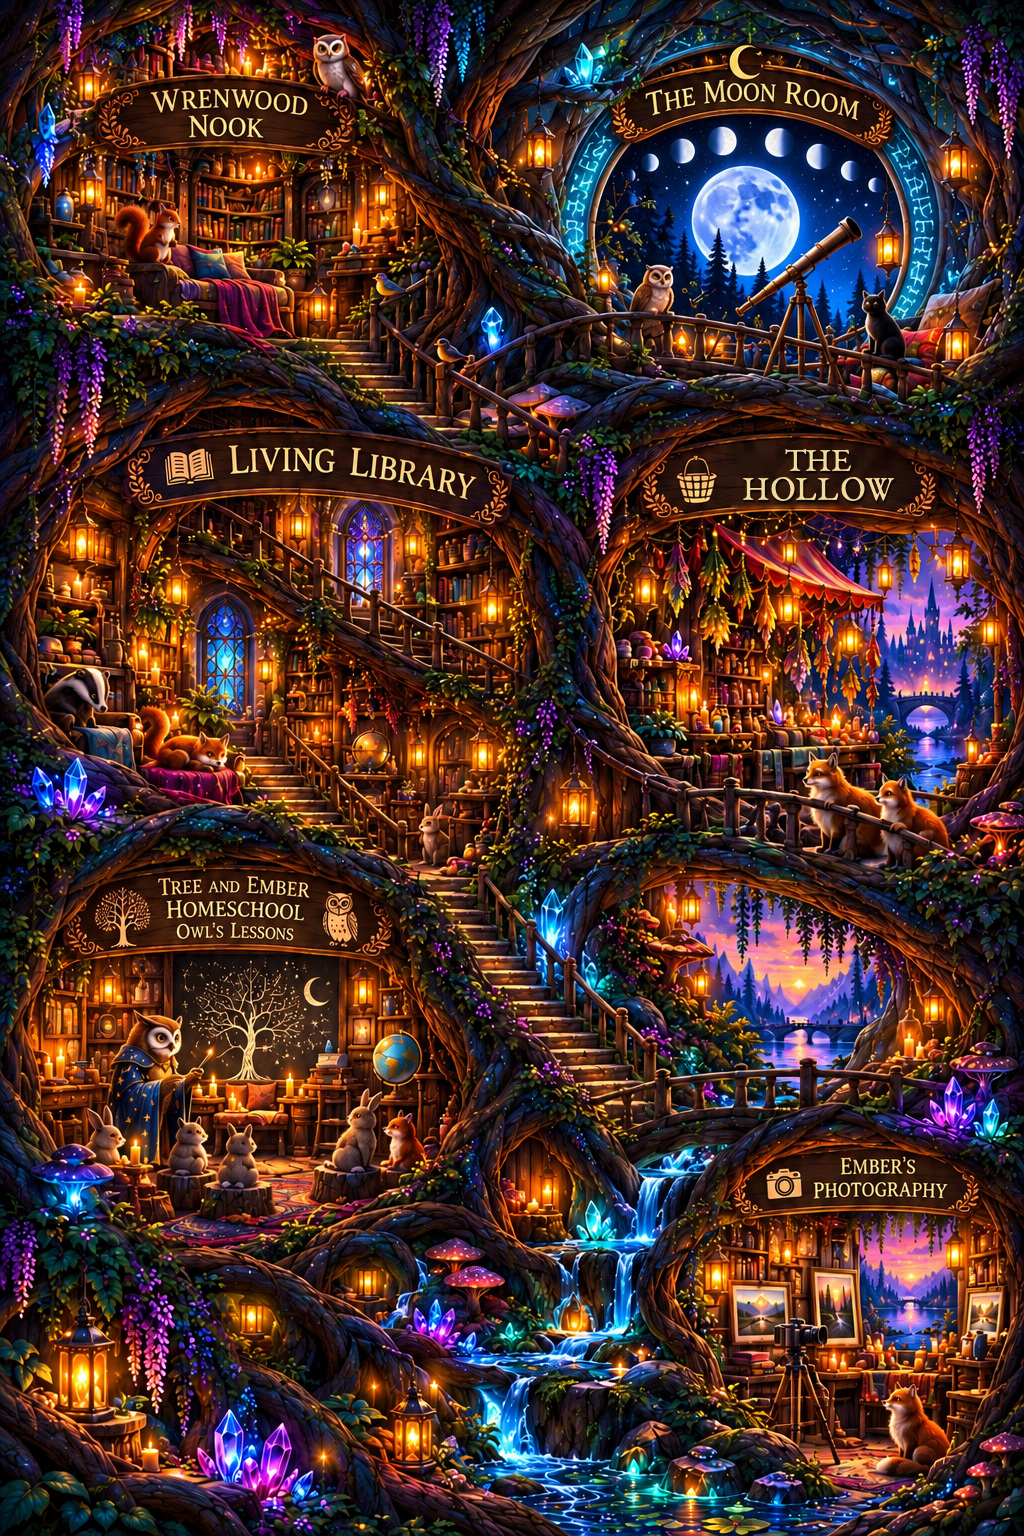 WRENWOOD
NOOK
THE MOON ROOM
LIVING LIBRARY
THE
HOLLOW
TREE AND EMBER
HOMESCHOOL
OWL'S LESSONS
EMBER'S
PHOTOGRAPHY